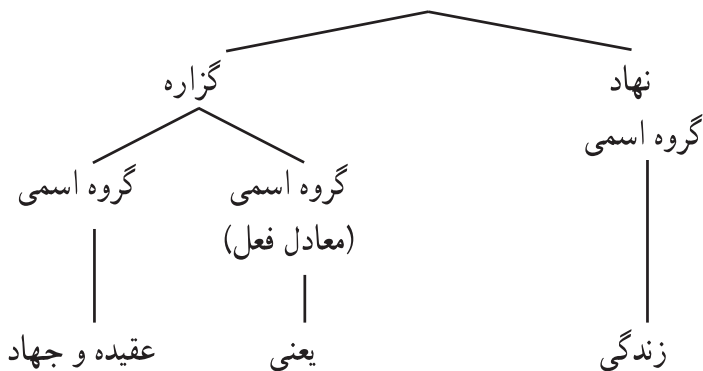 نهاد گزاره
گروه اسمی
گروه اسمی گروه اسمی
(معادل فعل)
زندگی یعنی عقیده و جهاد